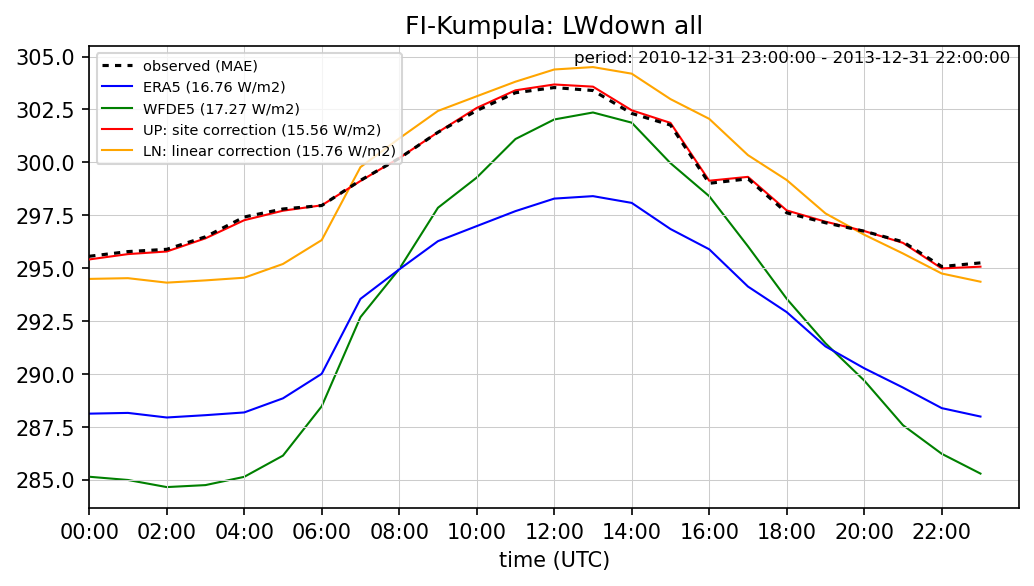 FI-Kumpula: LWdown all
period: 2010-12-31 23:00:00 - 2013-12-31 22:00:00
observed (MAE)
ERA5 (16.76 W/m2)
WFDE5 (17.27 W/m2)
UP: site correction (15.56 W/m2)
LN: linear correction (15.76 W/m2)
305.0
302.5
300.0
297.5
295.0
292.5
290.0
287.5
285.0
00:00 02:00 04:00 06:00 08:00 10:00 12:00 14:00 16:00 18:00 20:00 22:00
time (UTC)